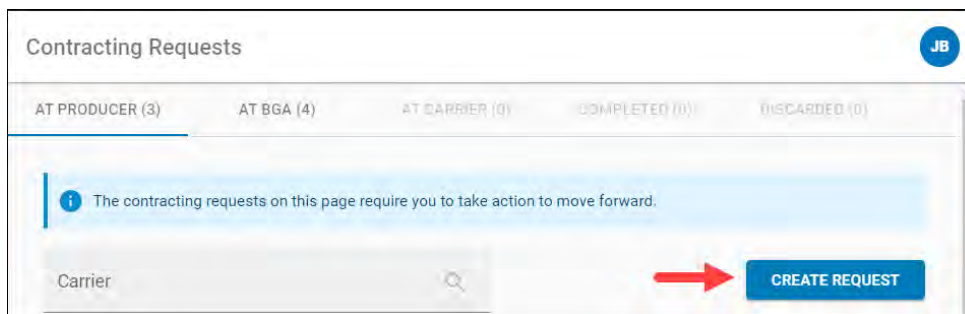 Contracting Requests
JB
AT PRODUCER (3) AT BGA (4) AT CARRIER (0) COMPLETED (0) DISCARDED (0)
The contracting requests on this page require you to take action to move forward.
Carrier
CREATE REQUEST